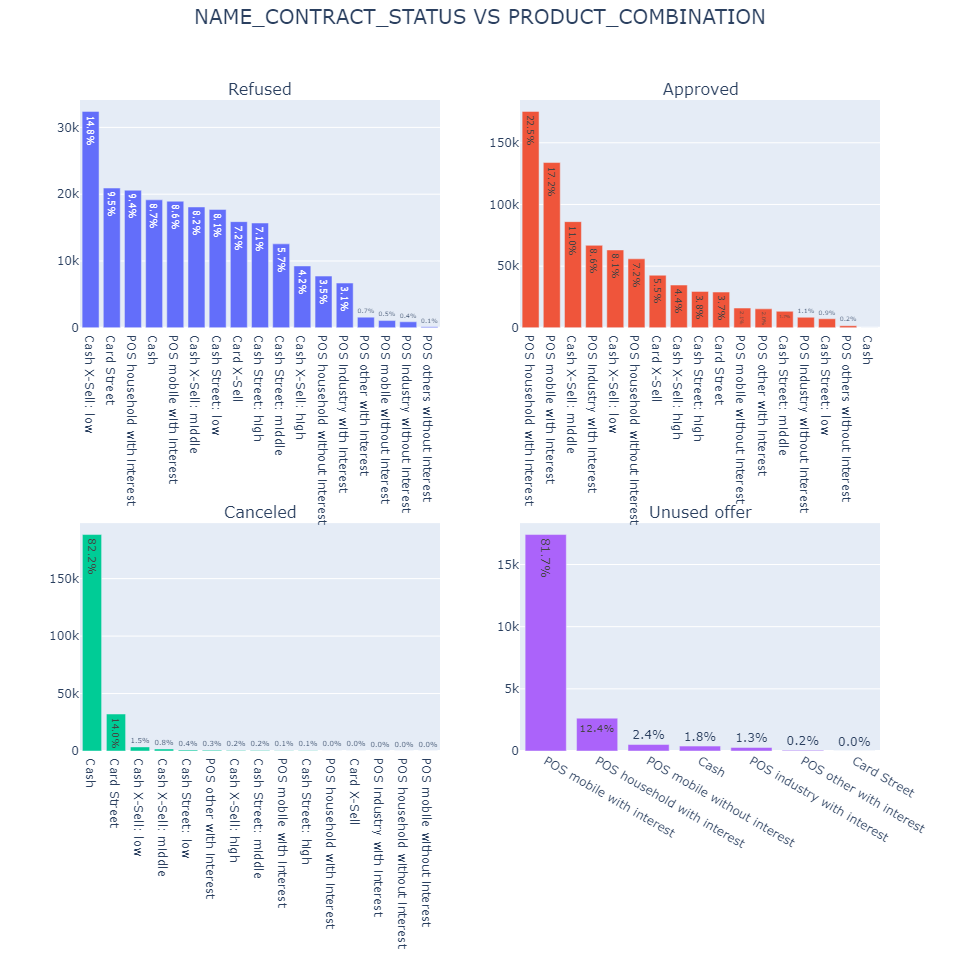 NAME_CONTRACT_STATUS VS PRODUCT_COMBINATION
Refused
30k
20k
10k
0
14.8%
9.5%
9.4%
8.7%
8.6%
8.2%
8.1%
7.2%
7.1%
5.7%
4.2%
3.5%
3.1%
0.7%
0.5%
0.4%
0.1%
Cash X-Sell: low
Card Street
POS household with interest
Cash
POS mobile with interest
Cash X-Sell: middle
Cash Street: low
Card X-Sell
Cash Street: high
Cash Street: middle
Cash X-Sell: high
POS household without interest
POS industry with interest
POS other with interest
POS mobile without interest
POS industry without interest
POS others without interest
Approved
150k
100k
50k
0
22.5%
17.2%
11.0%
8.6%
8.1%
7.2%
5.5%
4.4%
3.8%
3.7%
1.1%
0.9%
0.2%
POS household with interest
POS mobile with interest
Cash X-Sell: middle
POS industry with interest
Cash X-Sell: low
POS household without interest
Card X-Sell
Cash X-Sell: high
Cash Street: high
Card Street
POS mobile without interest
POS other with interest
Cash Street: middle
POS industry without interest
Cash Street: low
POS others without interest
Cash
Canceled
150k
100k
50k
0
82.2%
14.0%
1.5%
0.8%
0.4%
0.3%
0.2%
0.2%
0.1%
0.1%
0.0%
0.0%
0.0%
0.0%
0.0%
Cash
Card Street
Cash X-Sell: low
Cash X-Sell: middle
Cash Street: low
POS other with interest
Cash X-Sell: high
Cash Street: middle
POS mobile with interest
Cash Street: high
POS household with interest
Card X-Sell
POS industry with interest
POS household without interest
POS mobile without interest
Unused offer
15k
10k
5k
0
81.7%
12.4%
2.4%
1.8%
1.3%
0.2%
0.0%
POS mobile with interest
POS household with interest
POS mobile without interest
Cash
POS industry with interest
POS other with interest
Card Street